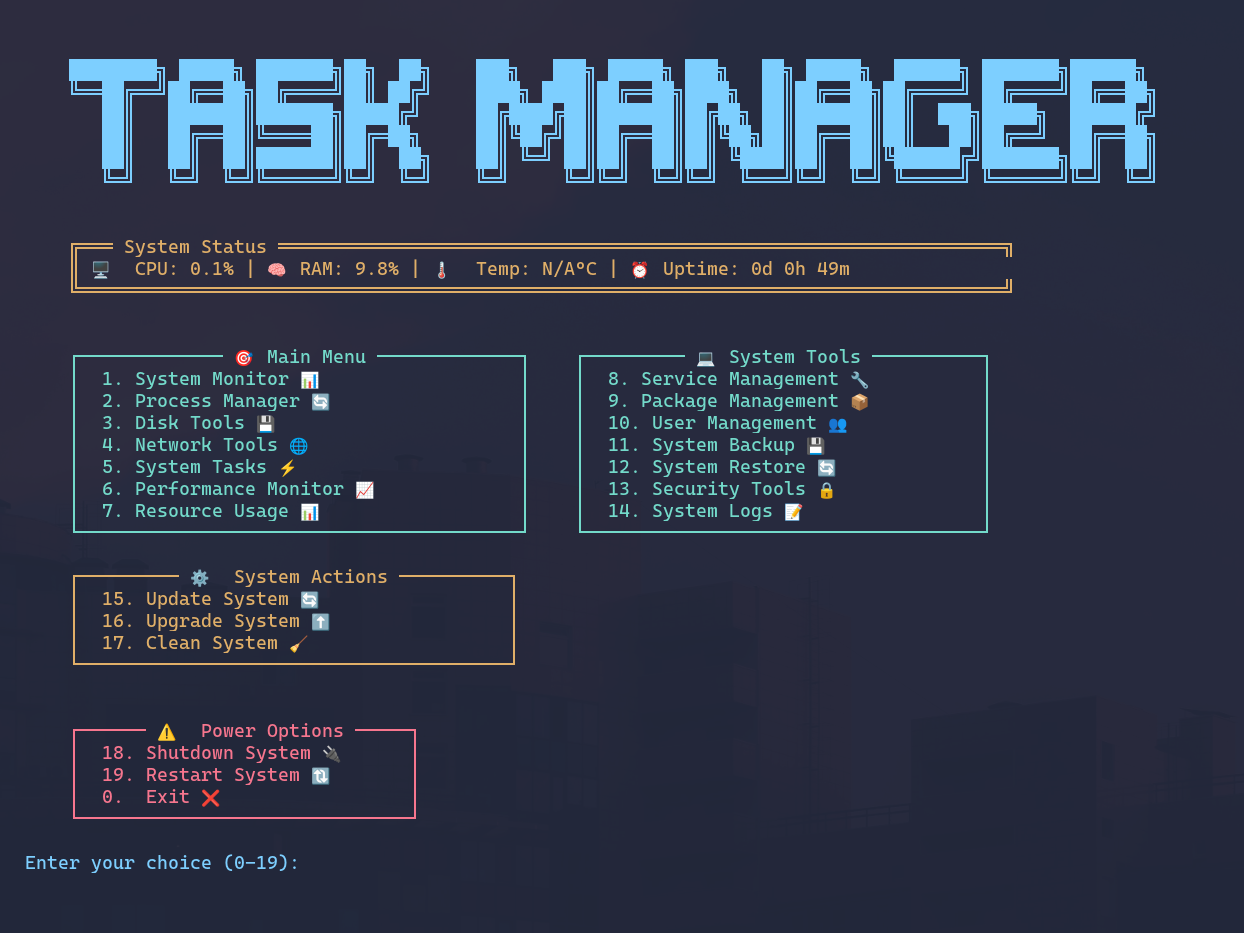 TASK MANAGER
System Status
CPU: 0.1% | RAM: 9.8% | Temp: N/A°C | Uptime: 0d 0h 49m
Main Menu
1. System Monitor
2. Process Manager
3. Disk Tools
4. Network Tools
5. System Tasks
6. Performance Monitor
7. Resource Usage
System Tools
8. Service Management
9. Package Management
10. User Management
11. System Backup
12. System Restore
13. Security Tools
14. System Logs
System Actions
15. Update System
16. Upgrade System
17. Clean System
Power Options
18. Shutdown System
19. Restart System
0. Exit
Enter your choice (0-19):